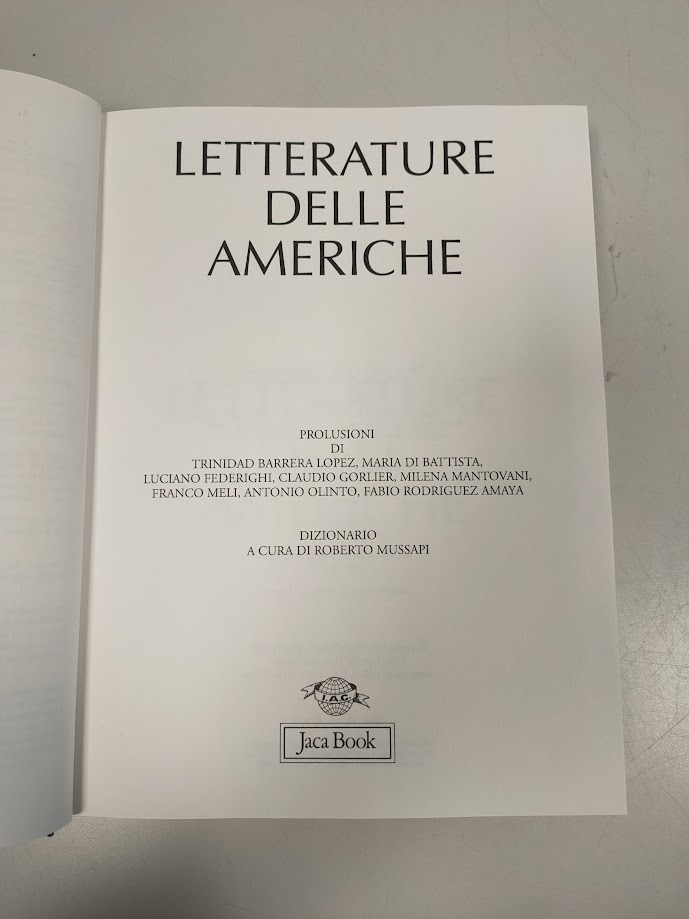 LETTERATURE
DELLE
AMERICHE
PROLUSIONI
DI
TRINIDAD BARRERA LOPEZ, MARIA DI BATTISTA,
LUCIANO FEDERIGHI, CLAUDIO GORLIER, MILENA MANTOVANI,
FRANCO MELI, ANTONIO OLINTO, FABIO RODRIGUEZ AMAYA
DIZIONARIO
A CURA DI ROBERTO MUSSAPI
I.A.C.
Jaca Book